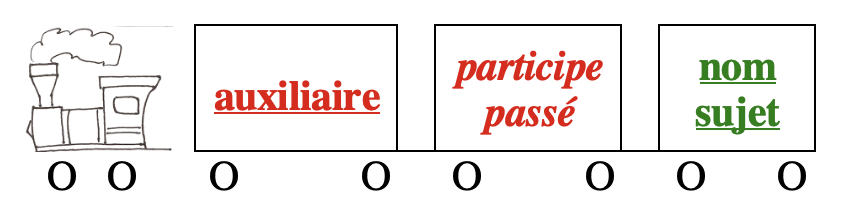 auxiliaire
participe
passé
nom
sujet
O O O O O O O O